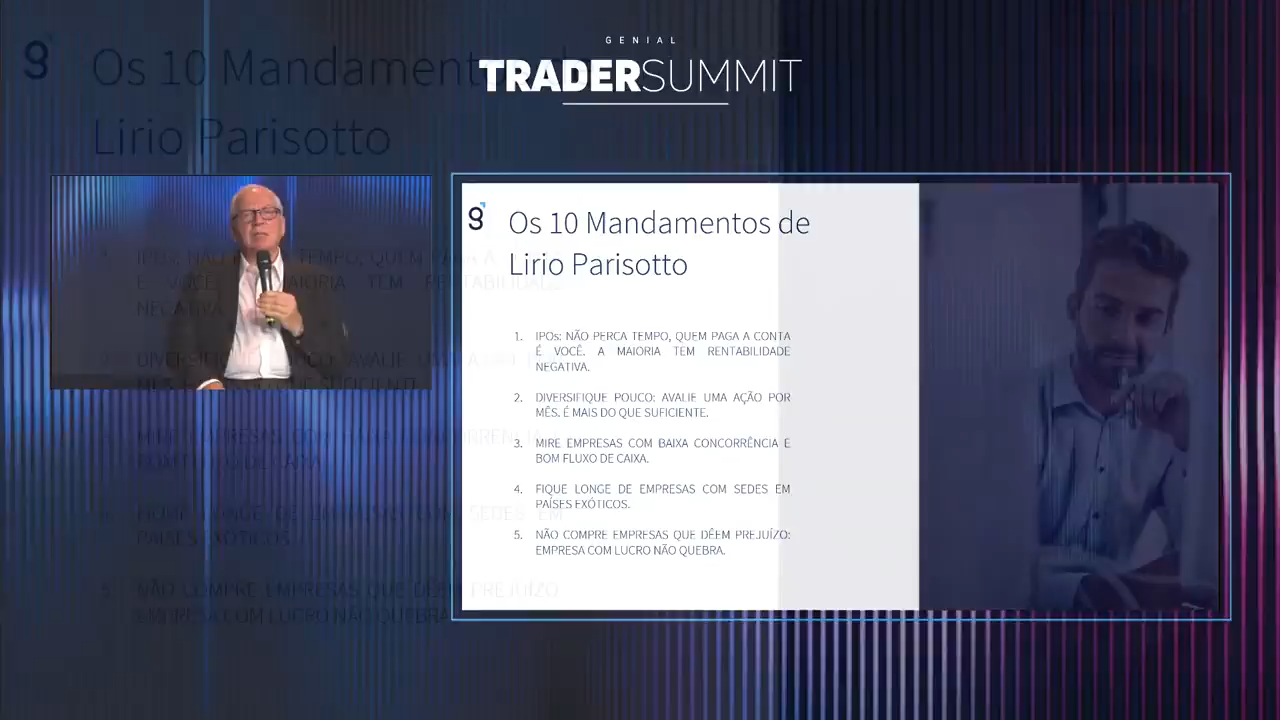 GENIAL
TRADERSUMMIT
Os 10 Mandamentos de
Lirio Parisotto
1. IPOs: NÃO PERCA TEMPO, QUEM PAGA A CONTA
É VOCÊ. A MAIORIA TEM RENTABILIDADE
NEGATIVA.
2. DIVERSIFIQUE POUCO: AVALIE UMA AÇÃO POR
MÊS. É MAIS DO QUE SUFICIENTE.
3. MIRE EMPRESAS COM BAIXA CONCORRÊNCIA E
BOM FLUXO DE CAIXA.
4. FIQUE LONGE DE EMPRESAS COM SEDES EM
PAÍSES EXÓTICOS.
5. NÃO COMPRE EMPRESAS QUE DÊEM PREJUÍZO:
EMPRESA COM LUCRO NÃO QUEBRA.